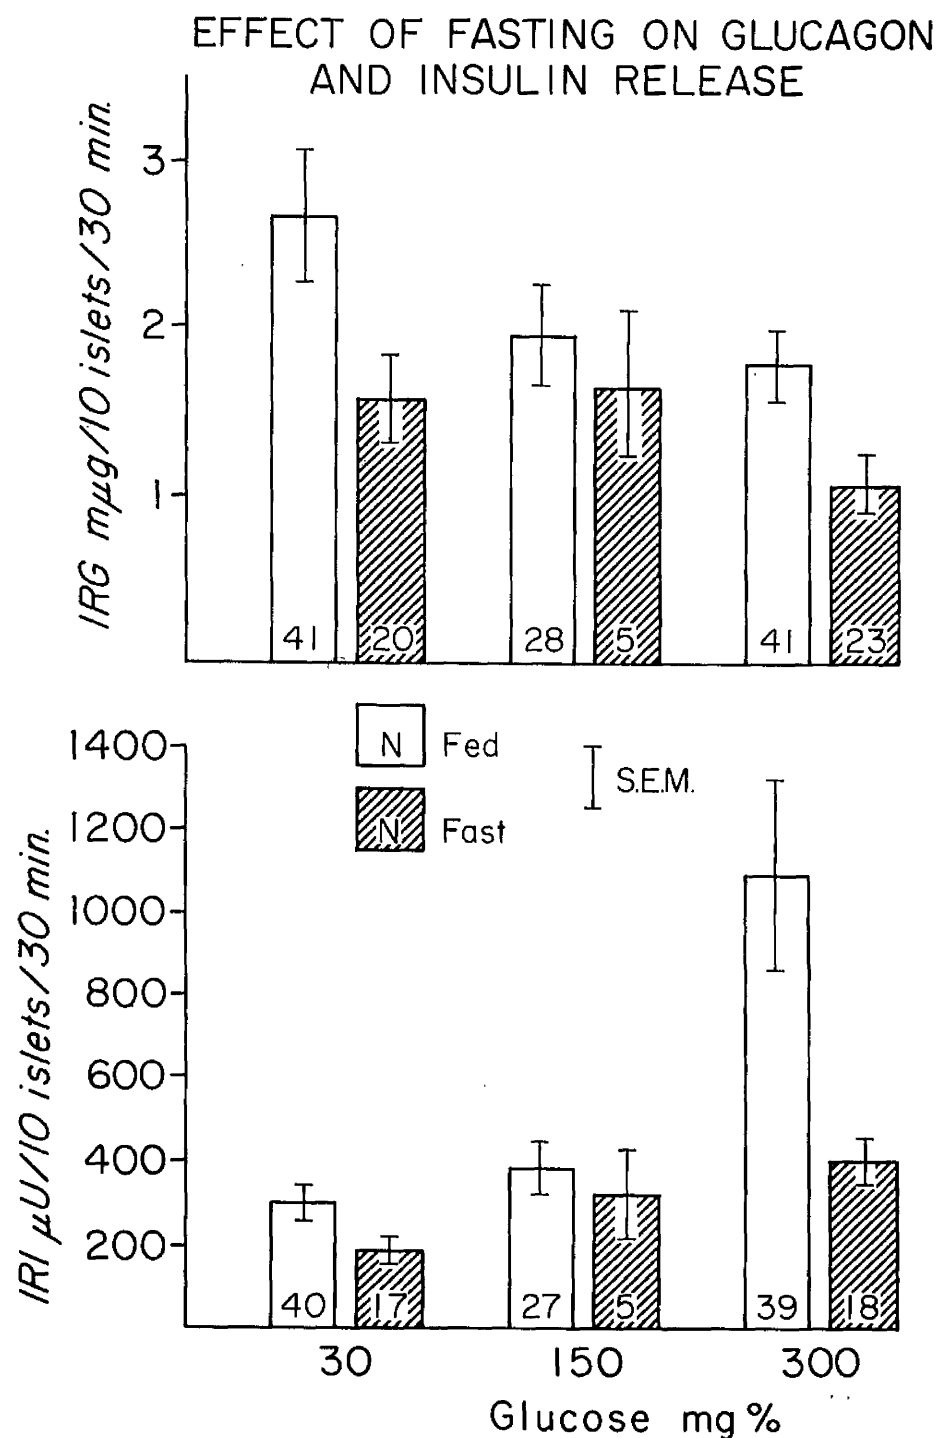 EFFECT OF FASTING ON GLUCAGON
AND INSULIN RELEASE
IRG mμg/10 islets/30 min.
3
2
1
41 20 28 5 41 23
N Fed
S.E.M.
N Fast
IRI μU/10 islets/30 min.
1400
1200
1000
800
600
400
200
40 17 27 5 39 18
30 150 300
Glucose mg%